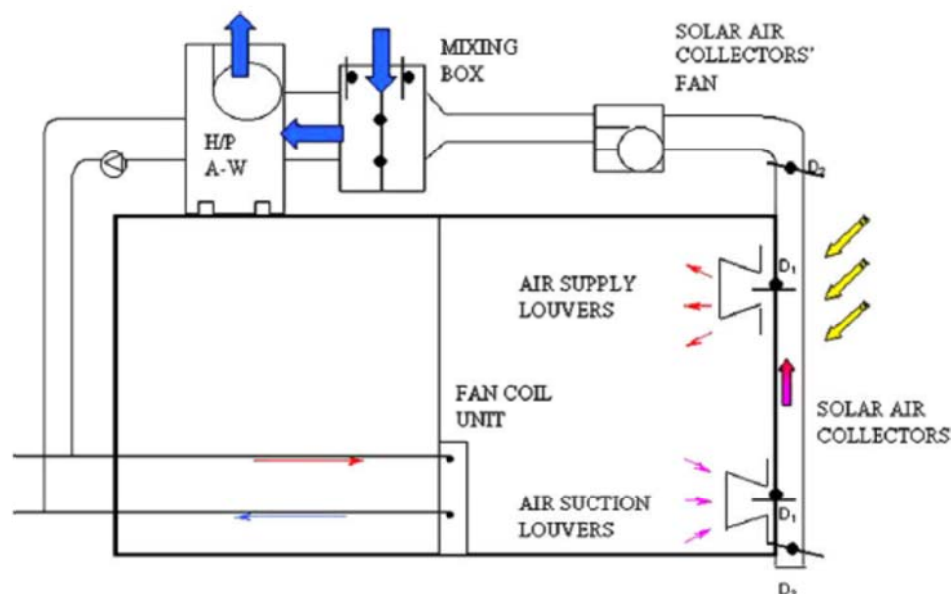 MIXING
BOX
SOLAR AIR
COLLECTORS'
FAN
H/P
A-W
D2
D1
AIR SUPPLY
LOUVERS
FAN COIL
UNIT
SOLAR AIR
COLLECTORS
AIR SUCTION
LOUVERS
D1
D2